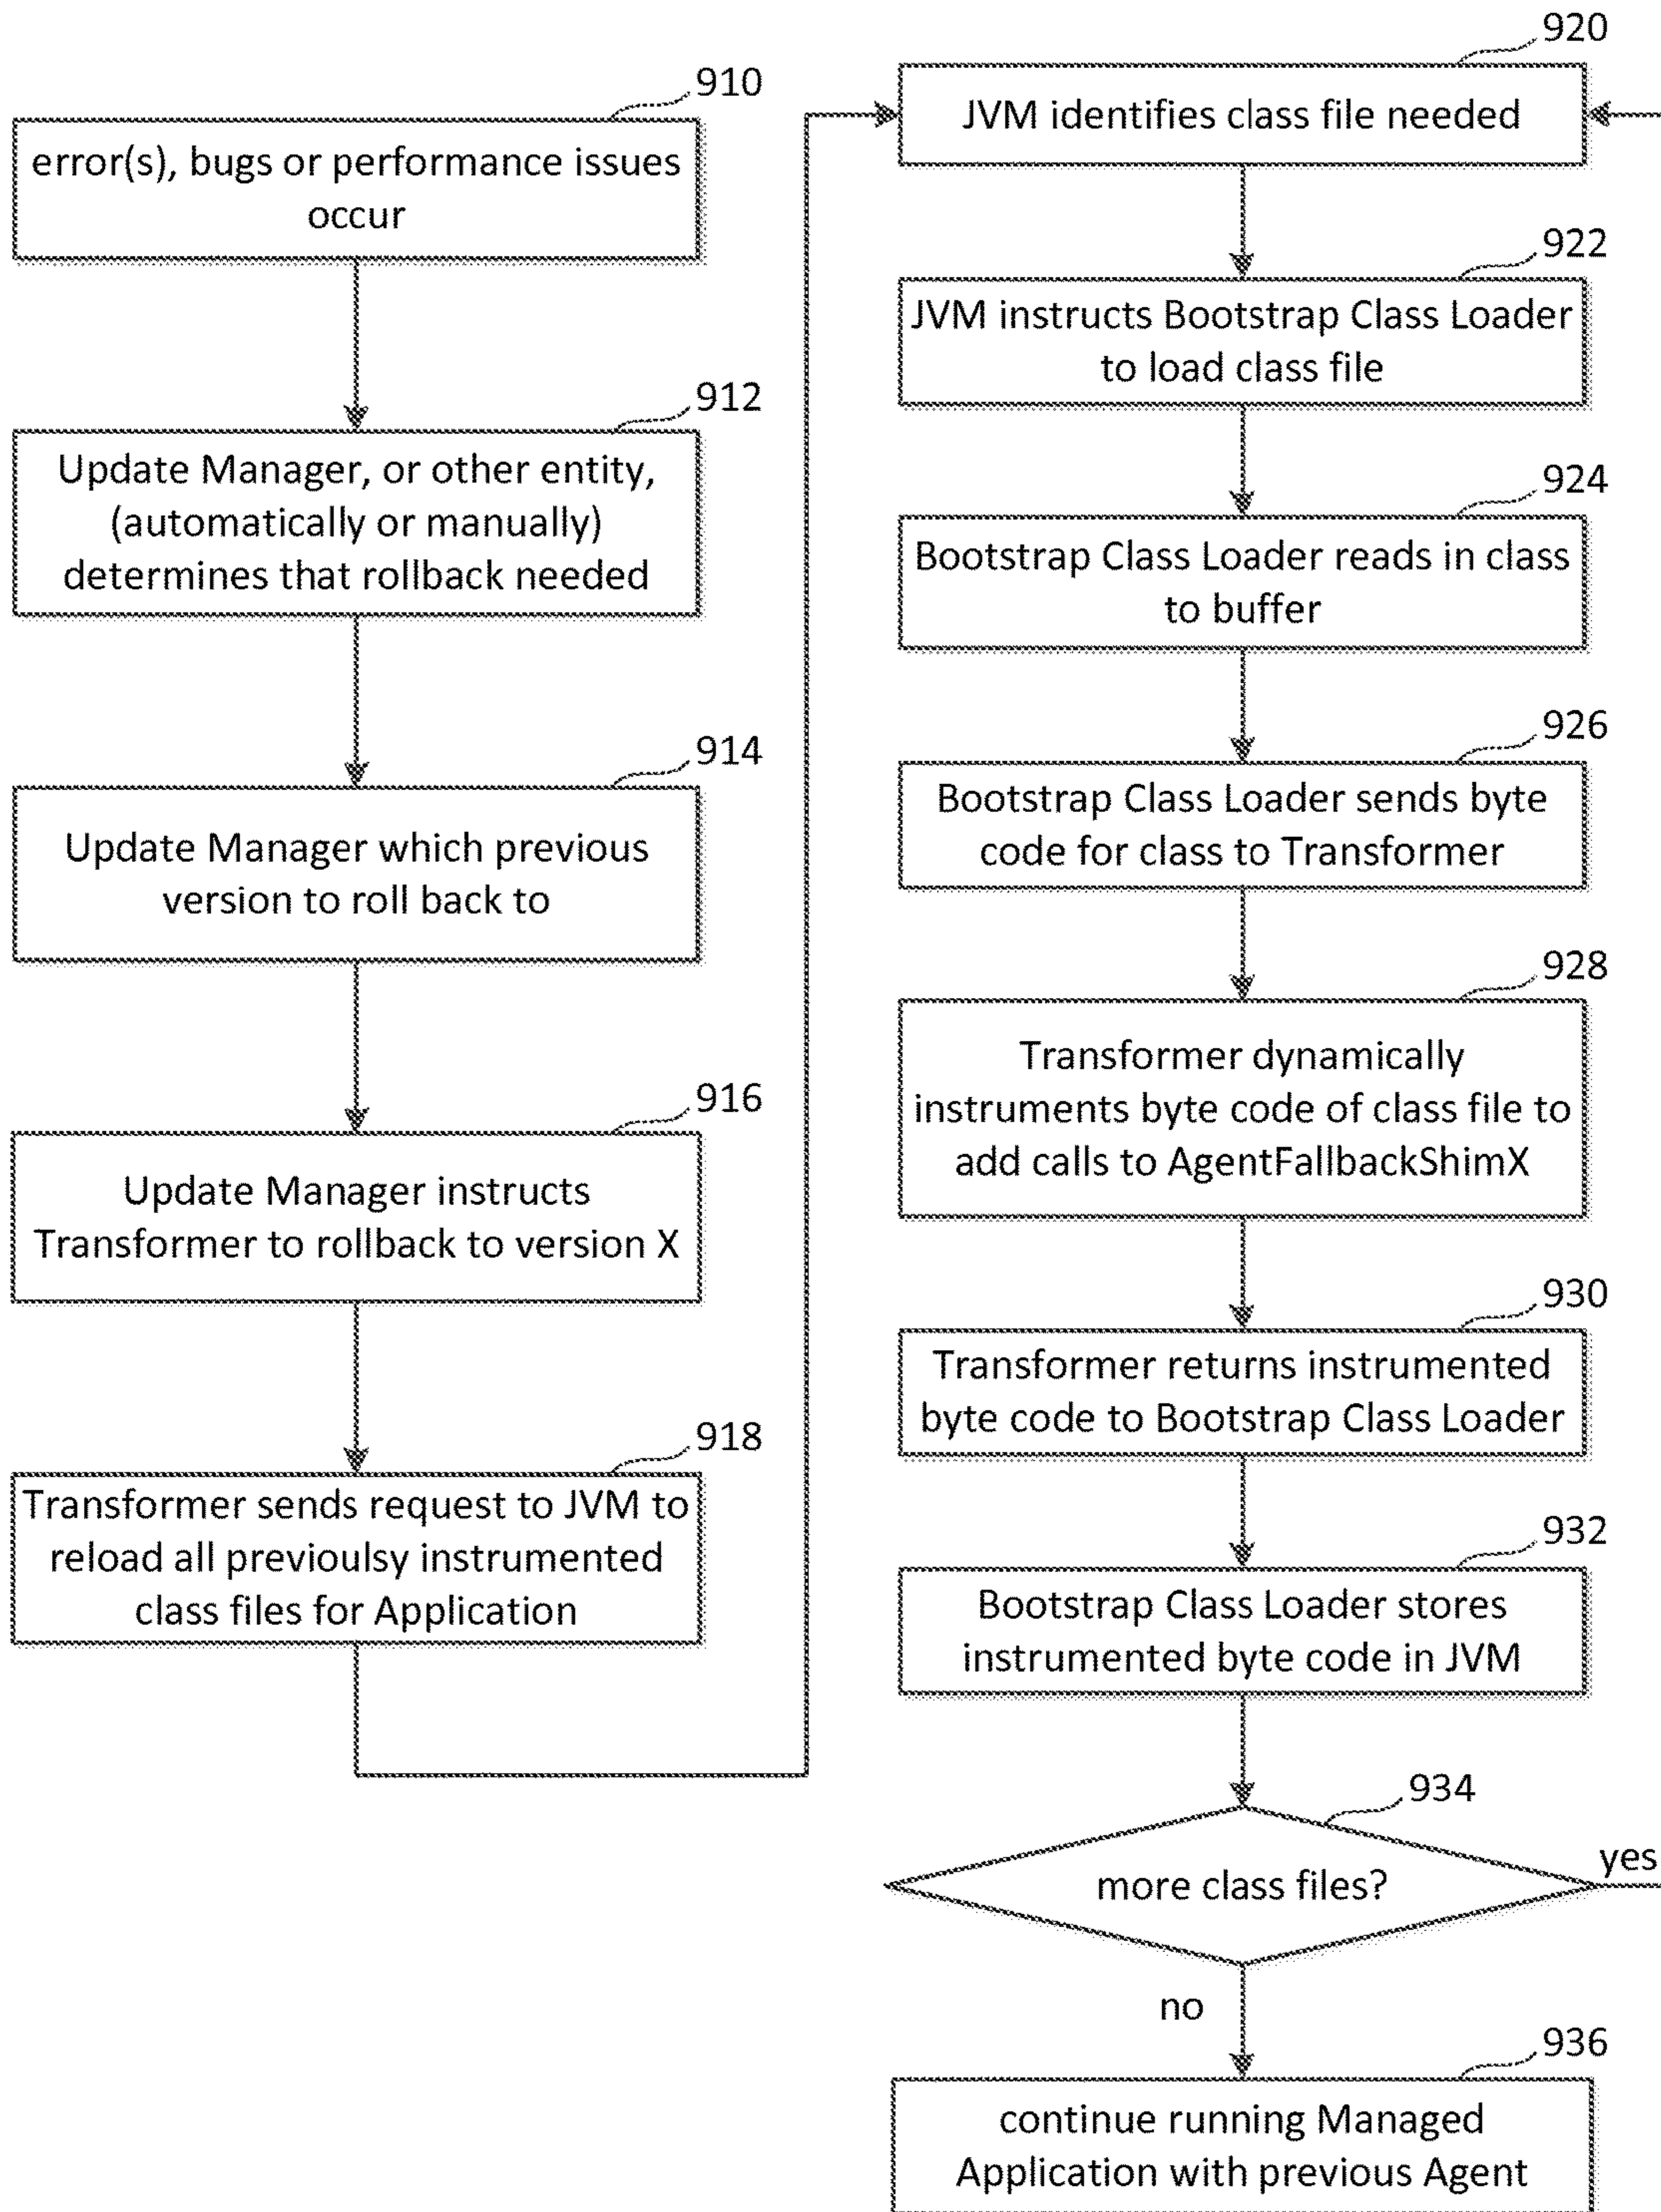 910
error(s), bugs or performance issues
occur
912
Update Manager, or other entity,
(automatically or manually)
determines that rollback needed
914
Update Manager which previous
version to roll back to
916
Update Manager instructs
Transformer to rollback to version X
918
Transformer sends request to JVM to
reload all previoulsy instrumented
class files for Application
920
JVM identifies class file needed
922
JVM instructs Bootstrap Class Loader
to load class file
924
Bootstrap Class Loader reads in class
to buffer
926
Bootstrap Class Loader sends byte
code for class to Transformer
928
Transformer dynamically
instruments byte code of class file to
add calls to AgentFallbackShimX
930
Transformer returns instrumented
byte code to Bootstrap Class Loader
932
Bootstrap Class Loader stores
instrumented byte code in JVM
934
more class files?
yes
no
936
continue running Managed
Application with previous Agent